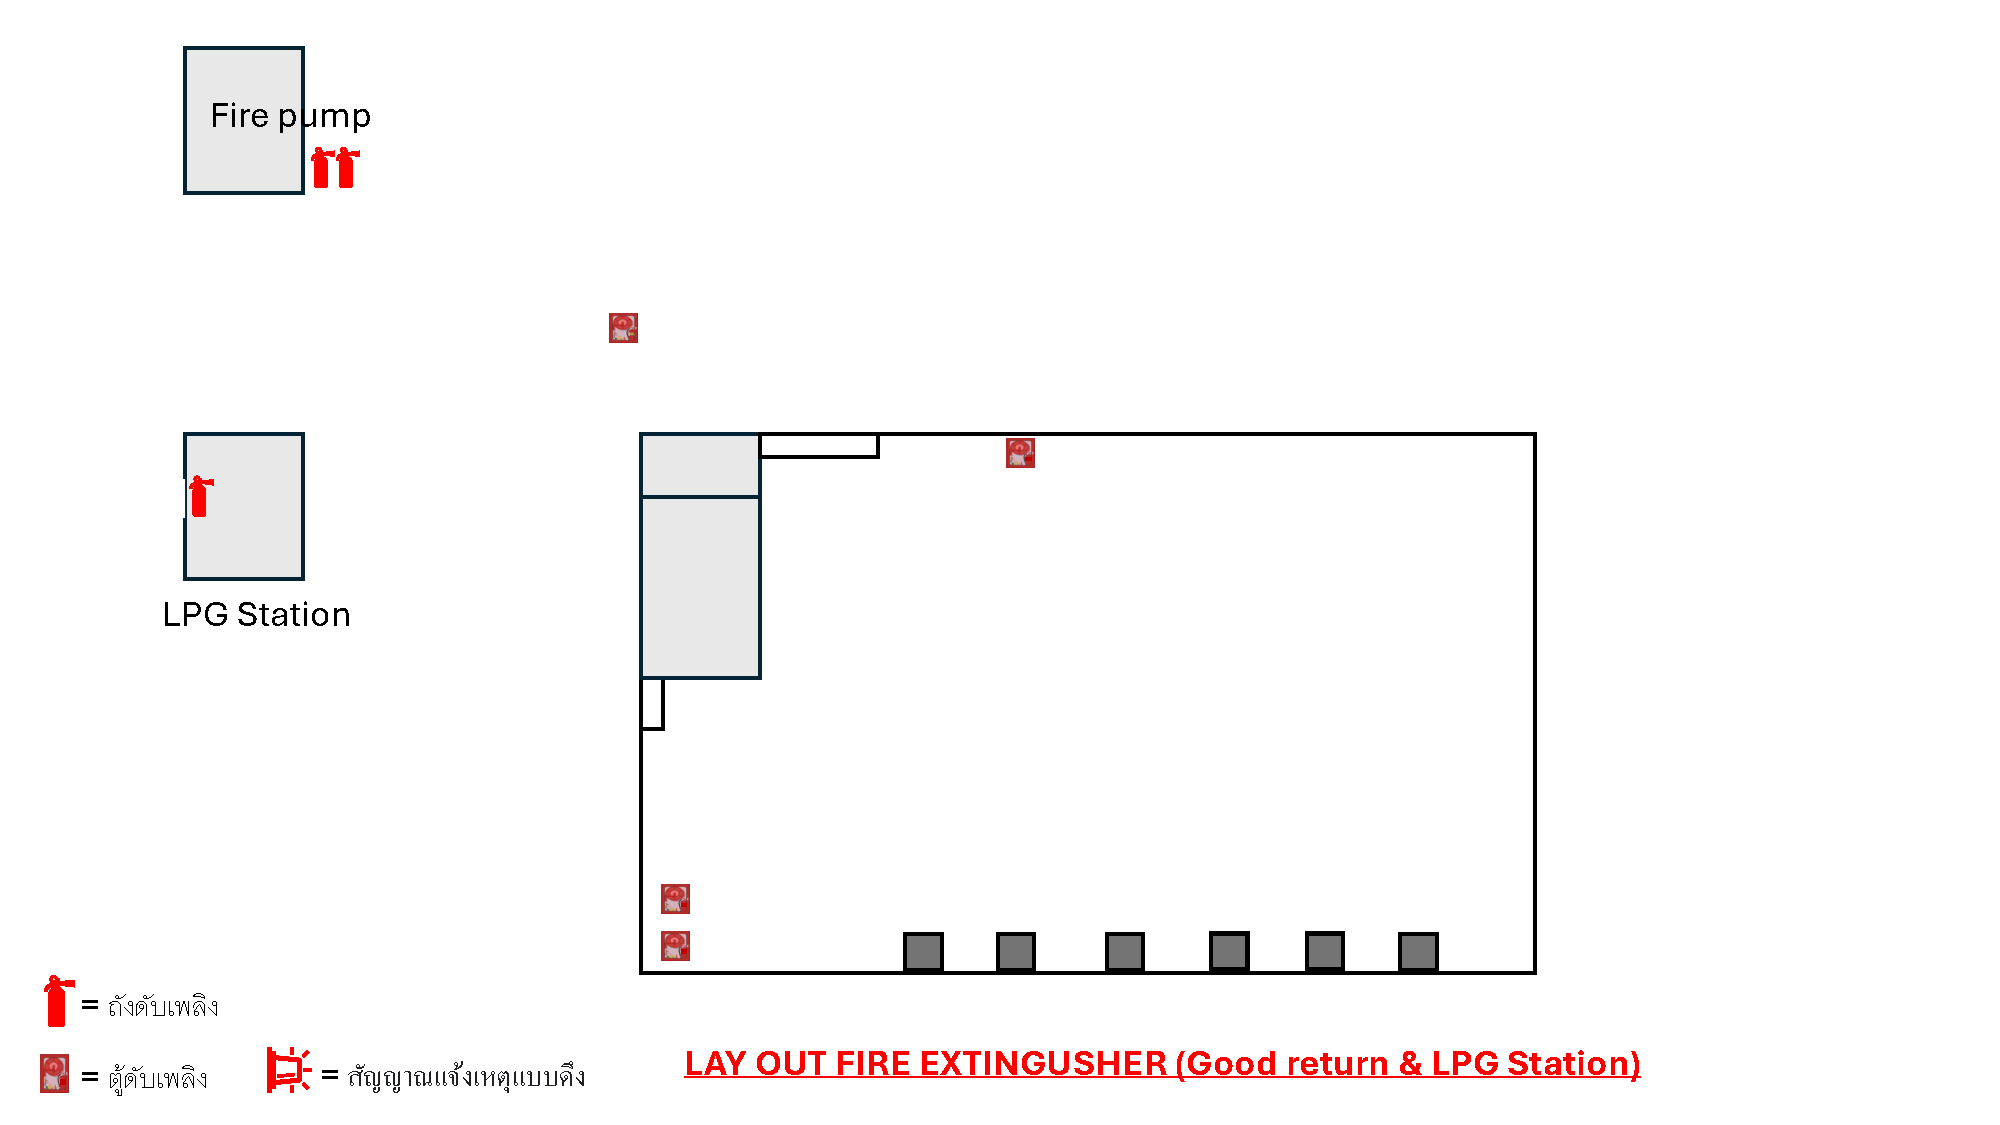 Fire pump
LPG Station
= ถังดับเพลิง
= ตู้ดับเพลิง
= สัญญาณแจ้งเหตุแบบดึง
LAY OUT FIRE EXTINGUSHER (Good return & LPG Station)